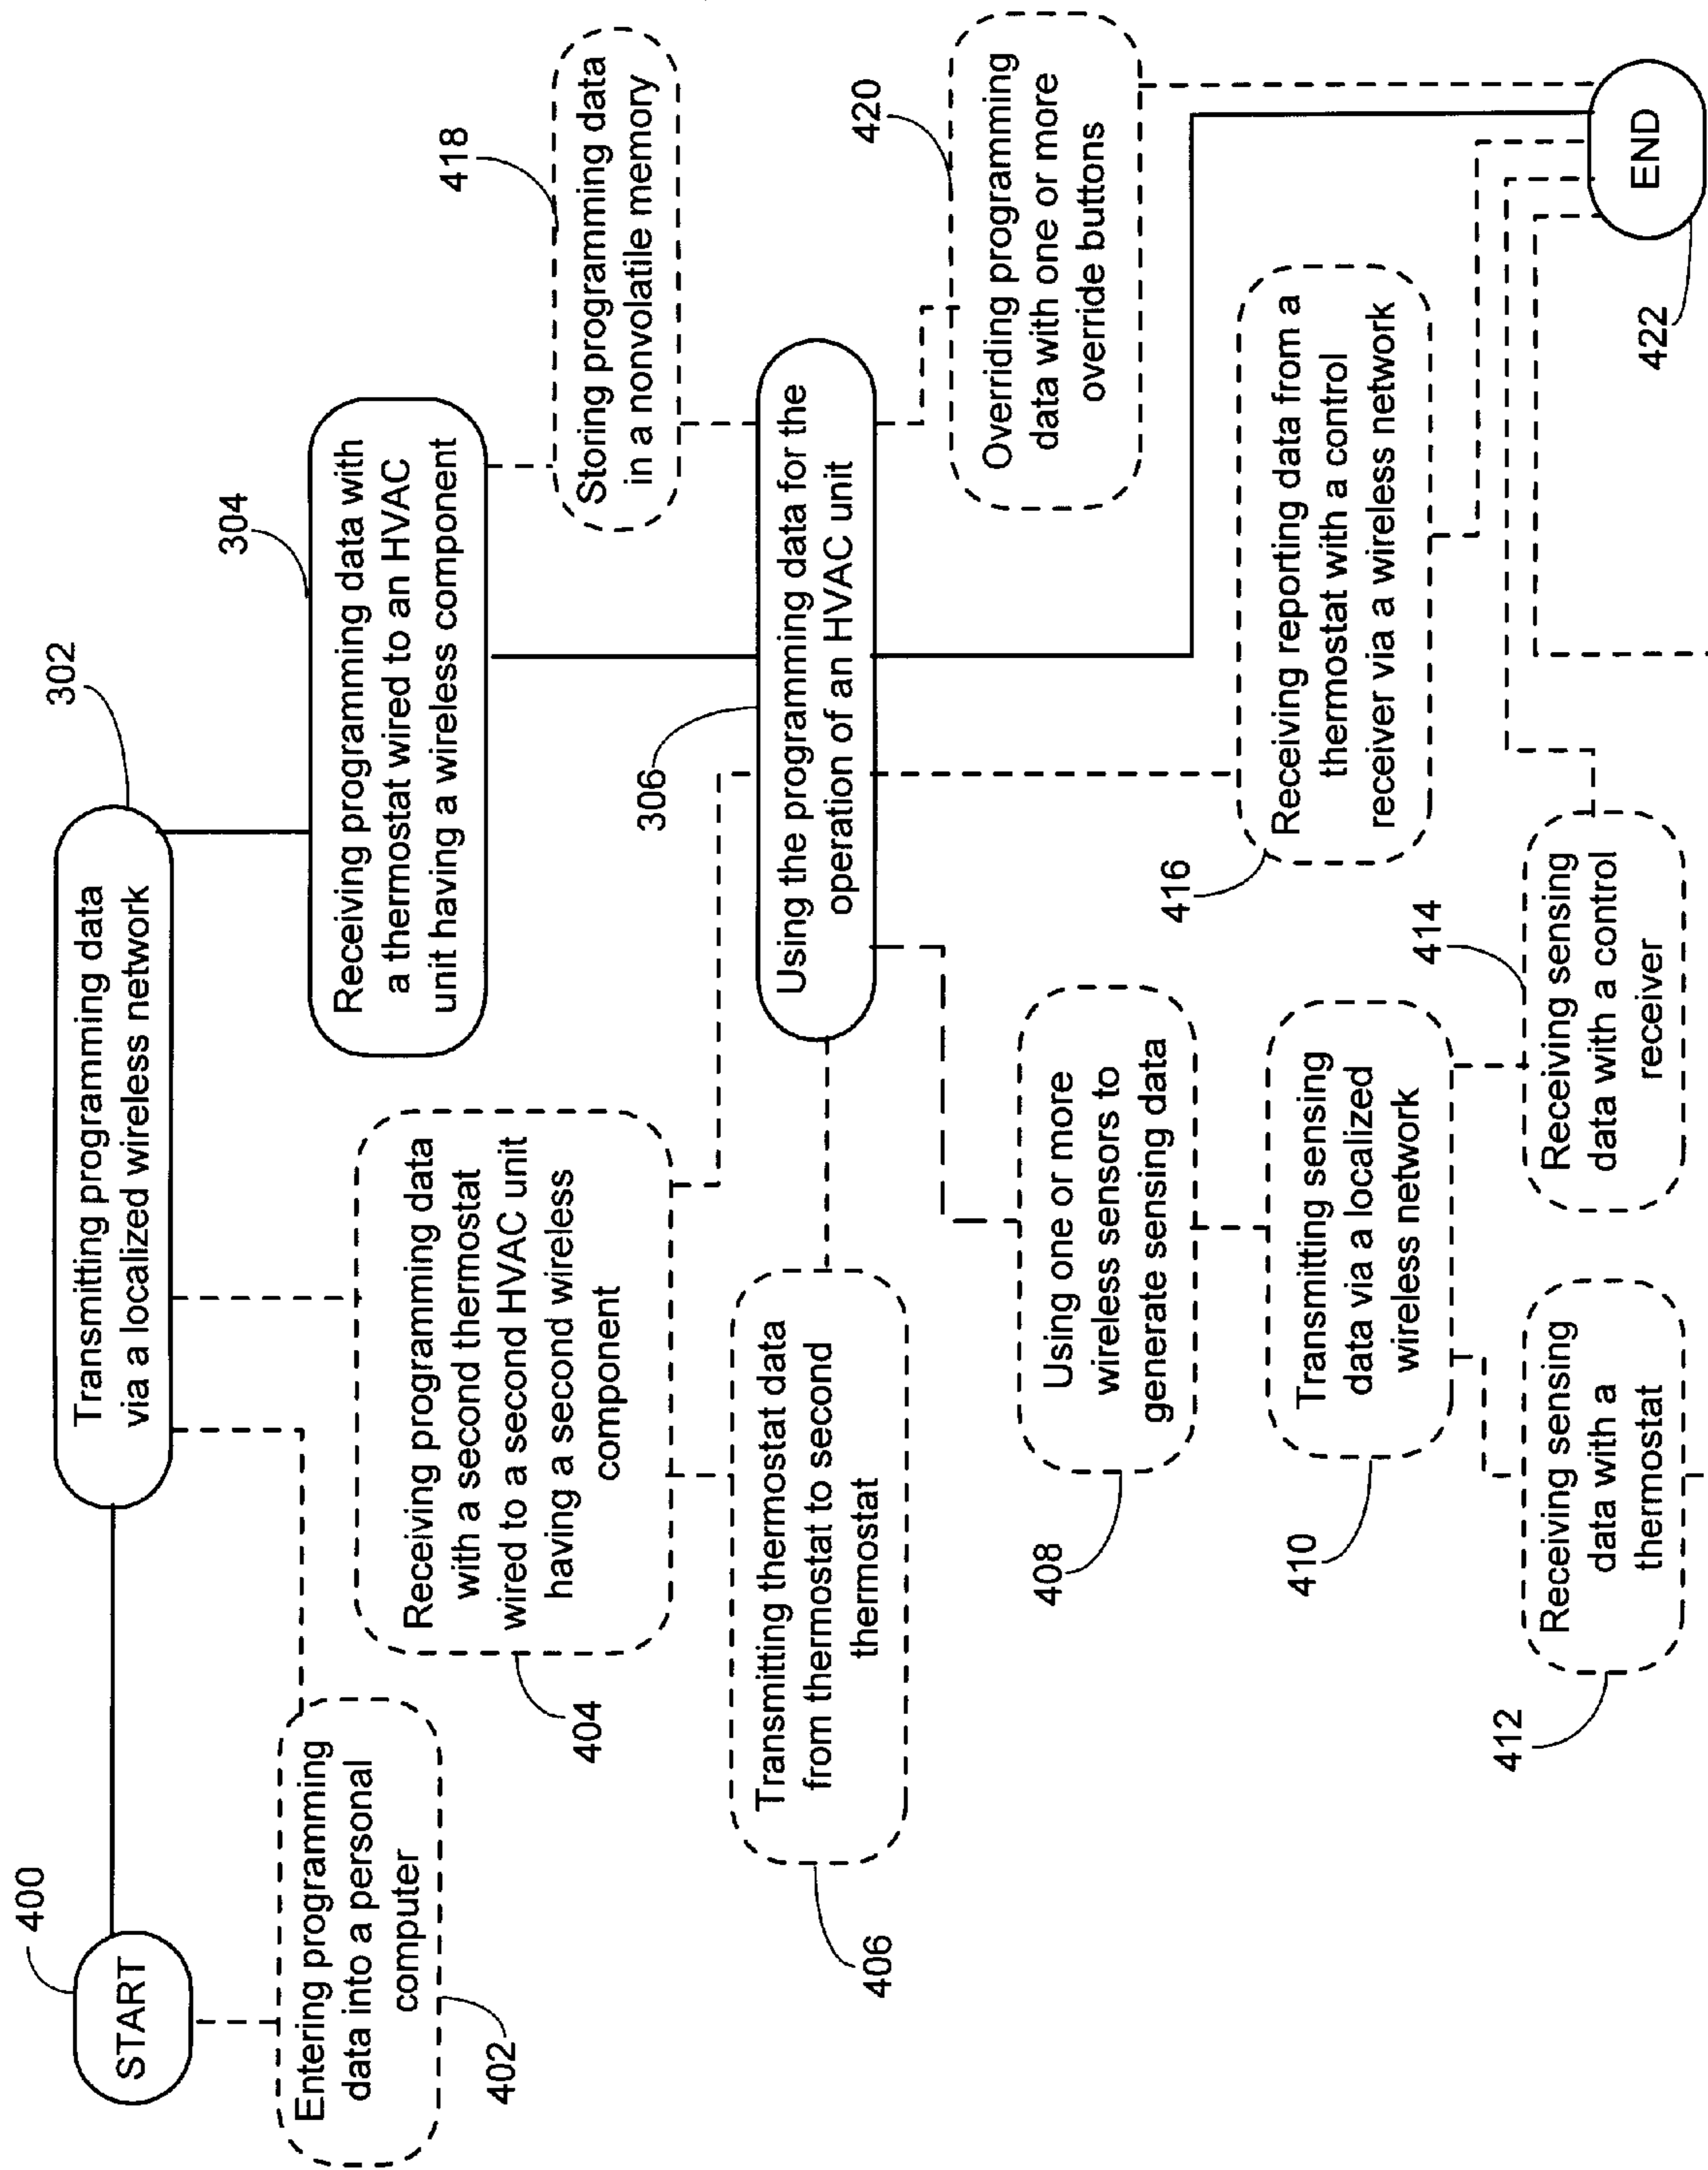 400
START
302
Transmitting programming data
via a localized wireless network
Entering programming
data into a personal
computer
402
304
Receiving programming data with
a thermostat wired to an HVAC
unit having a wireless component
Receiving programming data
with a second thermostat
wired to a second HVAC unit
having a second wireless
component
404
418
Storing programming data
in a nonvolatile memory
Transmitting thermostat data
from thermostat to second
thermostat
406
306
Using the programming data for the
operation of an HVAC unit
420
Overriding programming
data with one or more
override buttons
Using one or more
wireless sensors to
generate sensing data
408
Transmitting sensing
data via a localized
wireless network
410
416
Receiving reporting data from a
thermostat with a control
receiver via a wireless network
412
Receiving sensing
data with a
thermostat
414
Receiving sensing
data with a control
receiver
END
422